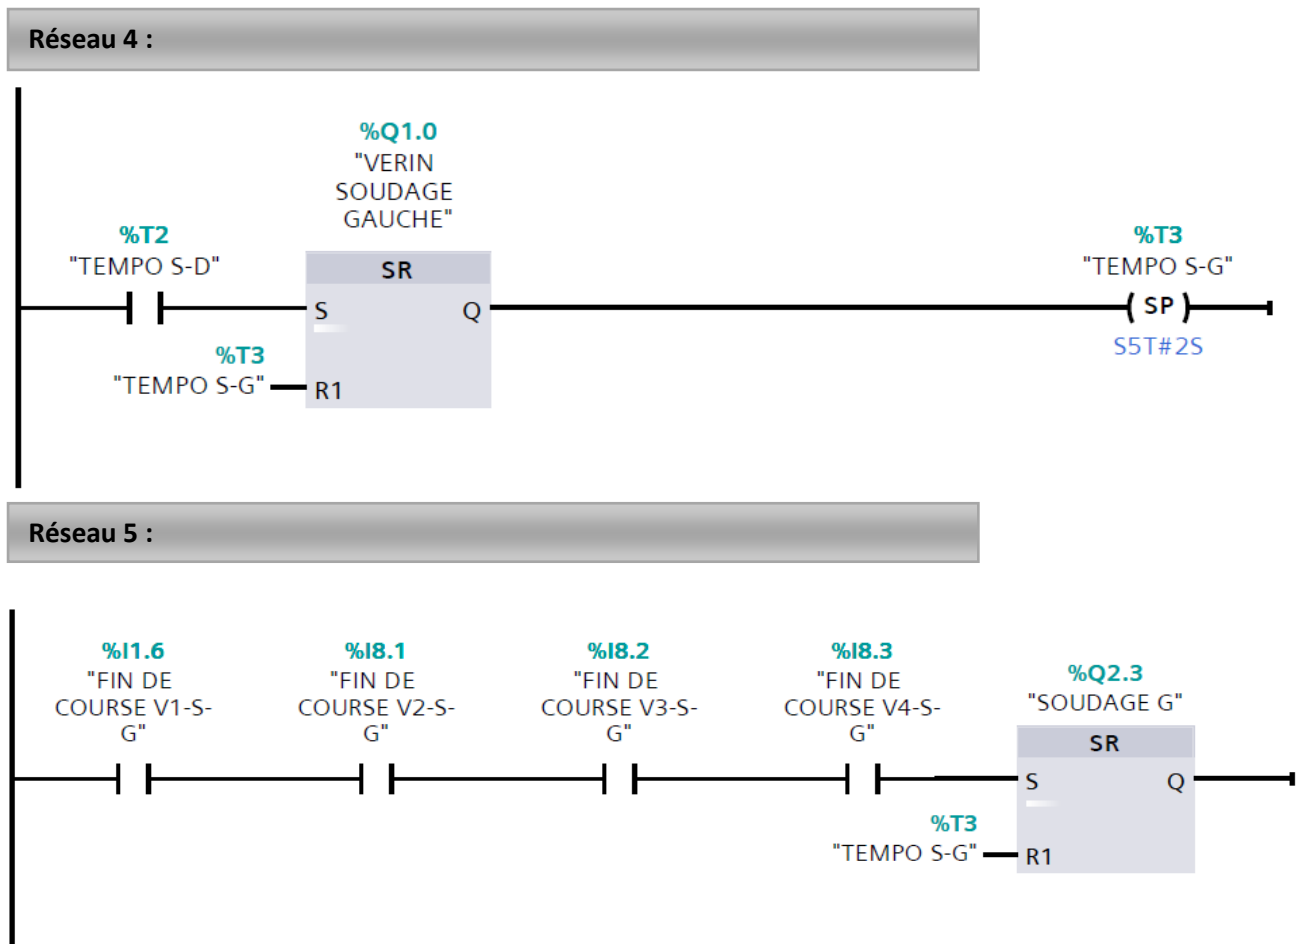 Réseau 4 :
%Q1.0
"VERIN
SOUDAGE
GAUCHE"
%T2
"TEMPO S-D"
SR
S
Q
%T3
"TEMPO S-G"
R1
%T3
"TEMPO S-G"
( SP )
S5T#2S
Réseau 5 :
%I1.6
"FIN DE
COURSE V1-S-
G"
%I8.1
"FIN DE
COURSE V2-S-
G"
%I8.2
"FIN DE
COURSE V3-S-
G"
%I8.3
"FIN DE
COURSE V4-S-
G"
%Q2.3
"SOUDAGE G"
SR
S
Q
%T3
"TEMPO S-G"
R1